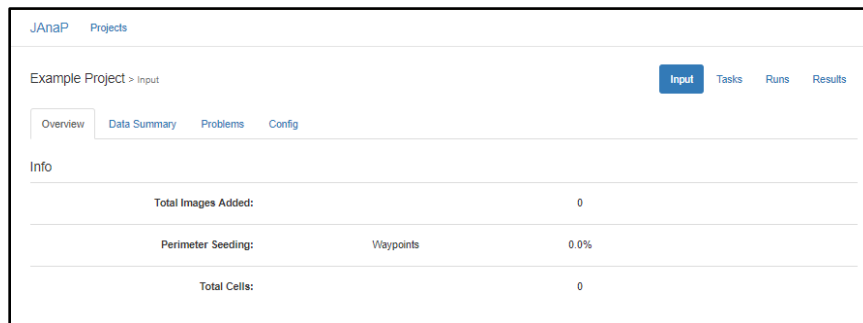 JAnaP Projects
Example Project > Input
Input Tasks Runs Results
Overview Data Summary Problems Config
Info
Total Images Added: 0
Perimeter Seeding: Waypoints 0.0%
Total Cells: 0